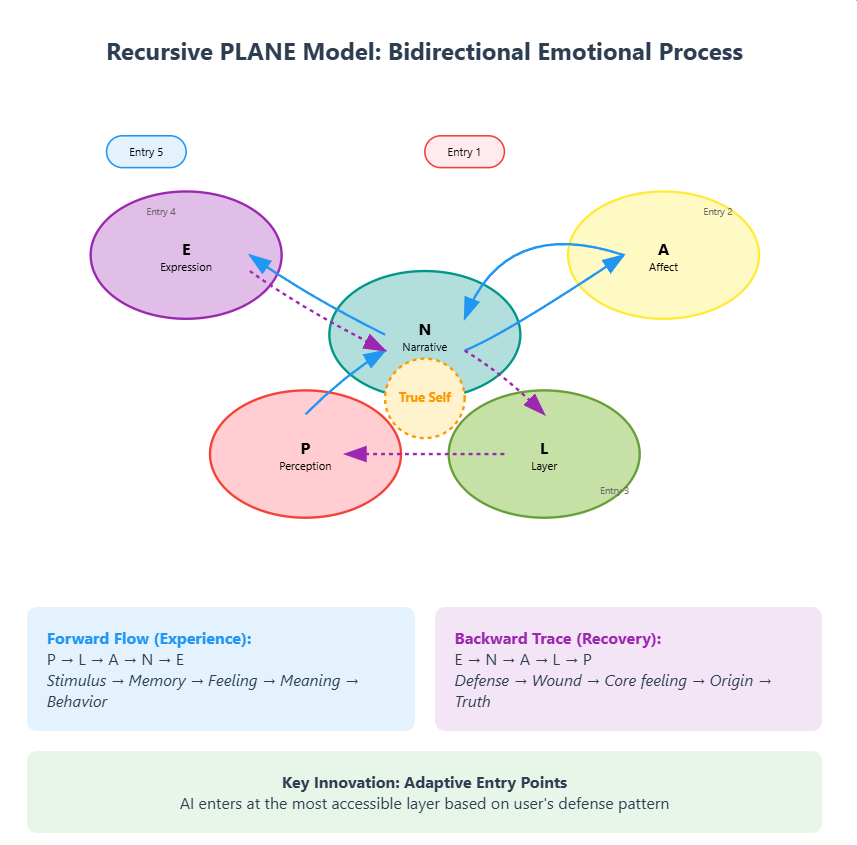 Recursive PLANE Model: Bidirectional Emotional Process
Entry 5
Entry 1
Entry 4
E
Expression
Entry 2
A
Affect
N
Narrative
True Self
P
Perception
L
Layer
Entry 3
Forward Flow (Experience):
P → L → A → N → E
Stimulus → Memory → Feeling → Meaning →
Behavior
Backward Trace (Recovery):
E → N → A → L → P
Defense → Wound → Core feeling → Origin →
Truth
Key Innovation: Adaptive Entry Points
AI enters at the most accessible layer based on user's defense pattern